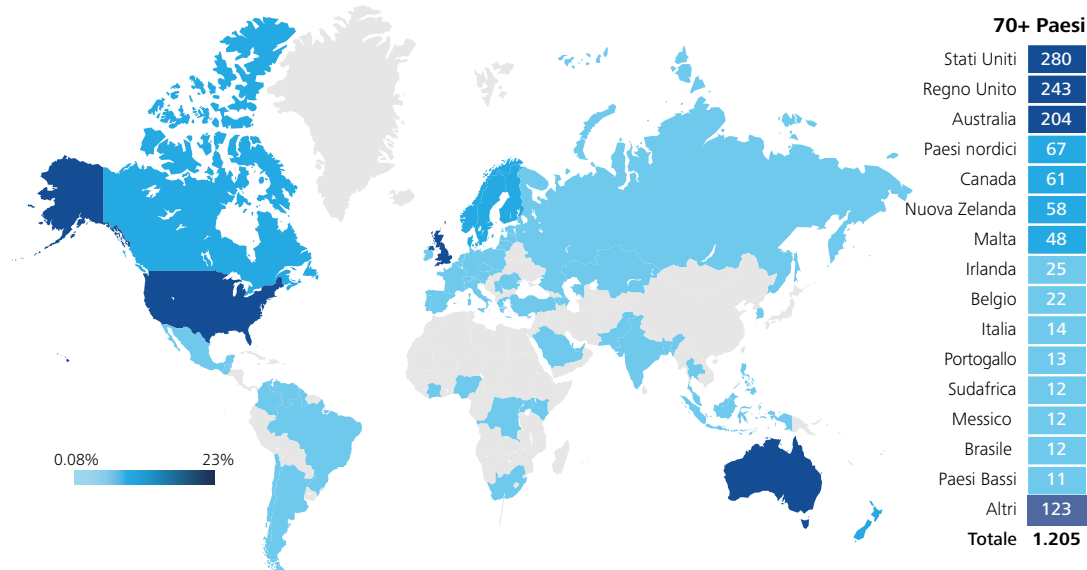 70+ Paesi
Stati Uniti 280
Regno Unito 243
Australia 204
Paesi nordici 67
Canada 61
Nuova Zelanda 58
Malta 48
Irlanda 25
Belgio 22
Italia 14
Portogallo 13
Sudafrica 12
Messico 12
Brasile 12
Paesi Bassi 11
Altri 123
Totale 1.205
0.08% 23%